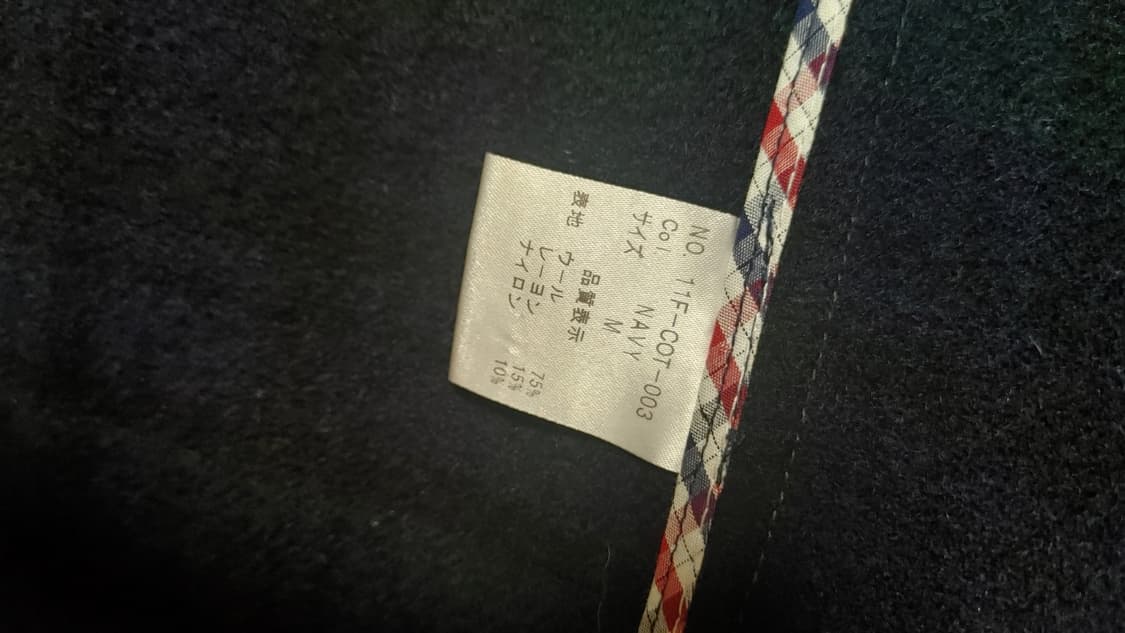 NO. 11F-COT-003
Col NAVY
サイズ M
品質表示
表地 ウール 75%
レーヨン 15%
ナイロン 10%